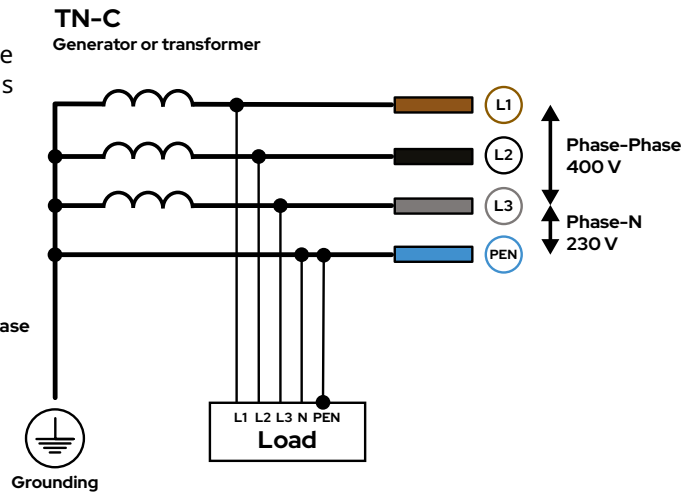 TN-C
Generator or transformer
e
s
L1
L2
Phase-Phase
400 V
L3
Phase-N
230 V
PEN
ase
L1 L2 L3 N PEN
Load
Grounding